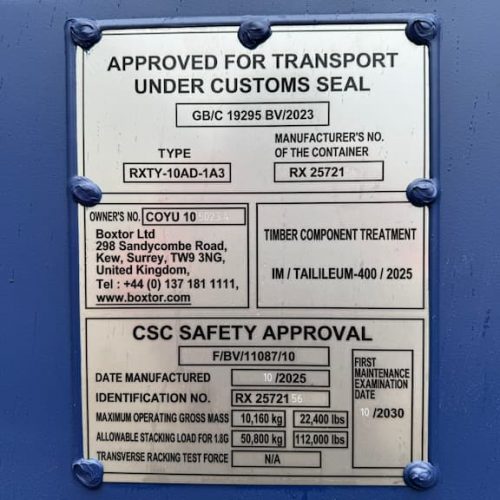 APPROVED FOR TRANSPORT
UNDER CUSTOMS SEAL
GB/C 19295 BV/2023
TYPE
RXTY-10AD-1A3
MANUFACTURER'S NO.
OF THE CONTAINER
RX 25721
OWNER'S NO. COYU 10
Boxtor Ltd
298 Sandycombe Road,
Kew, Surrey, TW9 3NG,
United Kingdom,
Tel : +44 (0) 137 181 1111,
www.boxtor.com
TIMBER COMPONENT TREATMENT
IM / TAILILEUM-400 / 2025
CSC SAFETY APPROVAL
F/BV/11087/10
DATE MANUFACTURED 10/2025
IDENTIFICATION NO. RX 25721 56
MAXIMUM OPERATING GROSS MASS 10,160 kg 22,400 lbs
ALLOWABLE STACKING LOAD FOR 1.8G 50,800 kg 112,000 lbs
TRANSVERSE RACKING TEST FORCE N/A
FIRST
MAINTENANCE
EXAMINATION
DATE
10 /2030